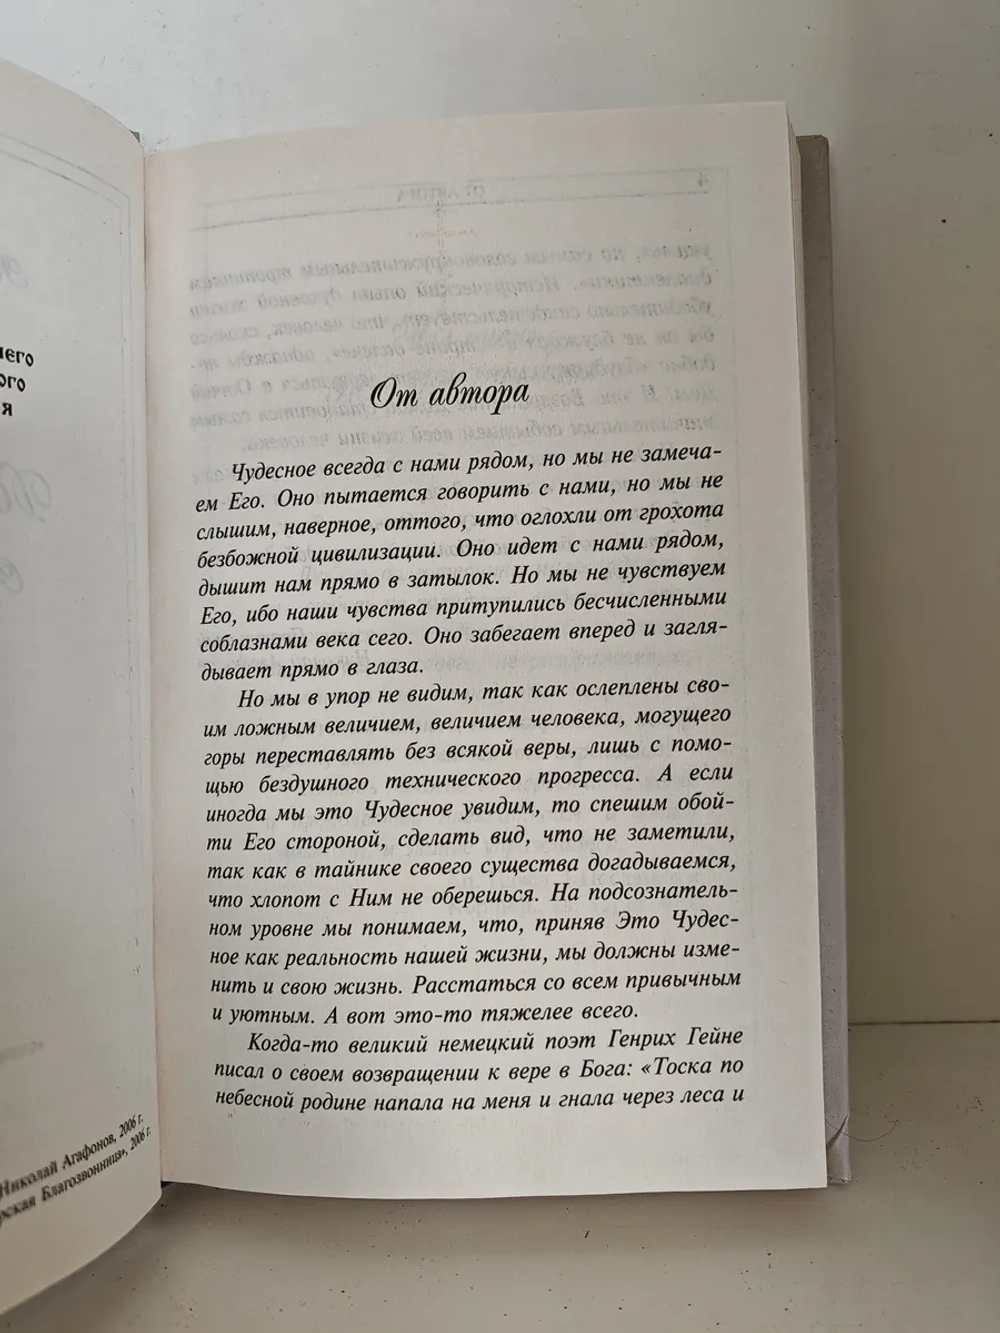 От автора
Чудесное всегда с нами рядом, но мы не замеча-
ем Его. Оно пытается говорить с нами, но мы не
слышим, наверное, оттого, что оглохли от грохота
безбожной цивилизации. Оно идет с нами рядом,
дышит нам прямо в затылок. Но мы не чувствуем
Его, ибо наши чувства притупились бесчисленными
соблазнами века сего. Оно забегает вперед и загля-
дывает прямо в глаза.
Но мы в упор не видим, так как ослеплены сво-
им ложным величием, величием человека, могущего
горы переставлять без всякой веры, лишь с помо-
щью бездушного технического прогресса. А если
иногда мы это Чудесное увидим, то спешим обой-
ти Его стороной, сделать вид, что не заметили,
так как в тайнике своего существа догадываемся,
что хлопот с Ним не оберешься. На подсознатель-
ном уровне мы понимаем, что, приняв Это Чудес-
ное как реальность нашей жизни, мы должны изме-
нить и свою жизнь. Расстаться со всем привычным
и уютным. А вот это-то тяжелее всего.
Когда-то великий немецкий поэт Генрих Гейне
писал о своем возвращении к вере в Бога: «Тоска по
небесной родине напала на меня и гнала через леса и
Николай Агафонов, 2006 г.
Благозвонница», 2006 г.